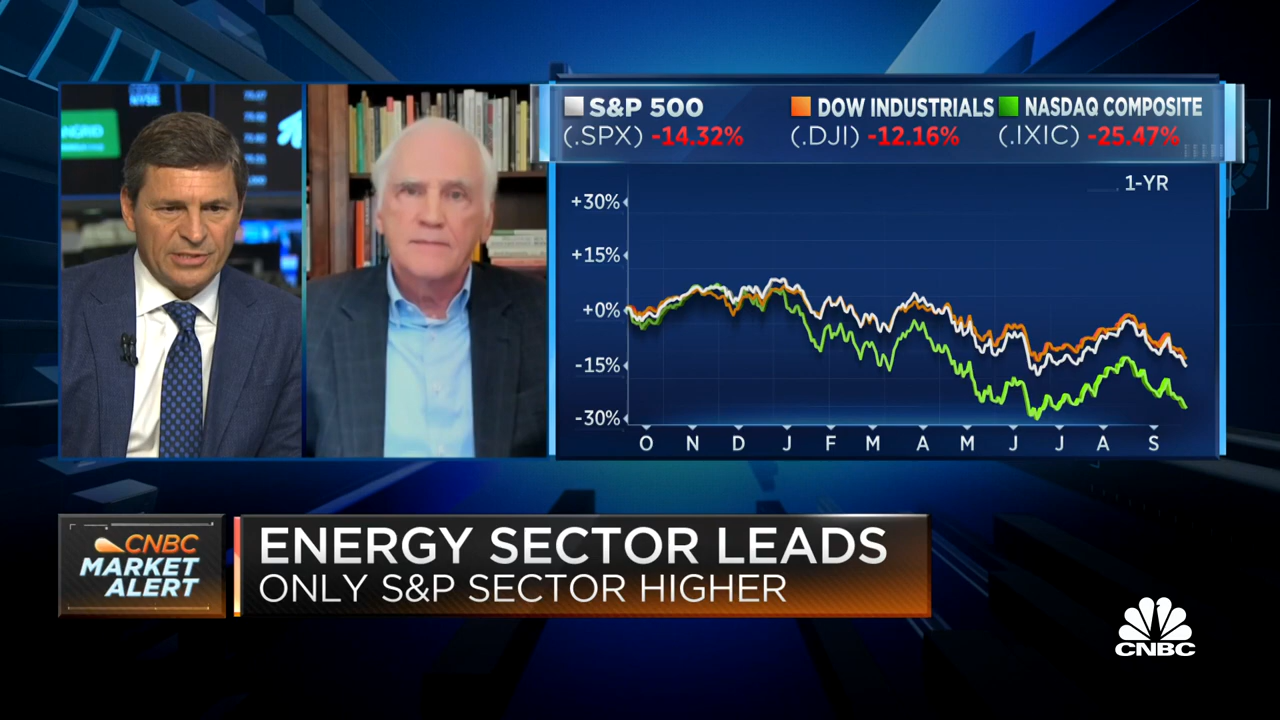 NYSE
S&P 500
(.SPX) -14.32%
DOW INDUSTRIALS
(.DJI) -12.16%
NASDAQ COMPOSITE
(.IXIC) -25.47%
1-YR
+30%
+15%
+0%
-15%
-30%
O N D J F M A M J J A S
CNBC
MARKET
ALERT
ENERGY SECTOR LEADS
ONLY S&P SECTOR HIGHER
CNBC